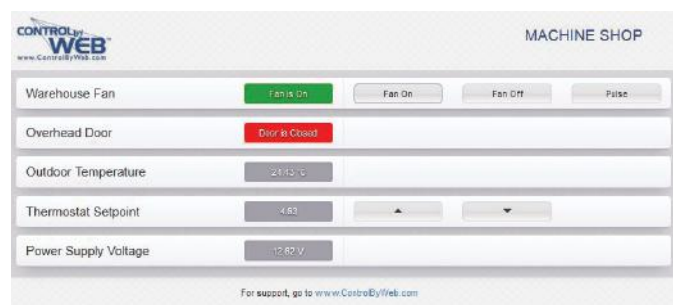 CONTROLBy
WEB
www.ControlByWeb.com
MACHINE SHOP
Warehouse Fan Fan is On Fan On Fan Off Pulse
Overhead Door Door is Closed
Outdoor Temperature
Thermostat Setpoint 4.63 ▲ ▼
Power Supply Voltage 12.62 V
For support, go to www.ControlByWeb.com